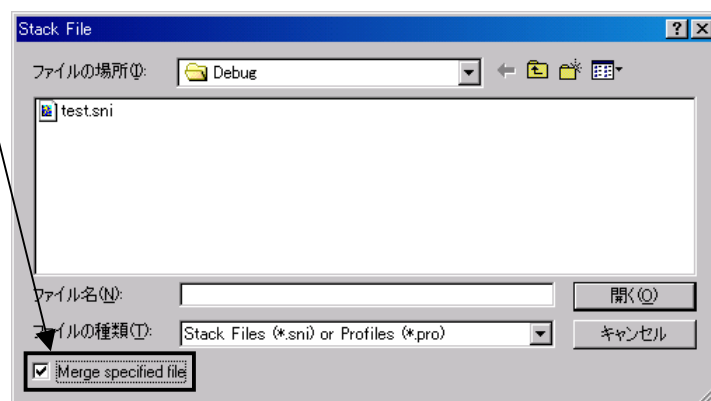 Stack File
ファイルの場所(I):
Debug
test.sni
ファイル名(N):
開く(O)
ファイルの種類(T):
Stack Files (*.sni) or Profiles (*.pro)
キャンセル
Merge specified file